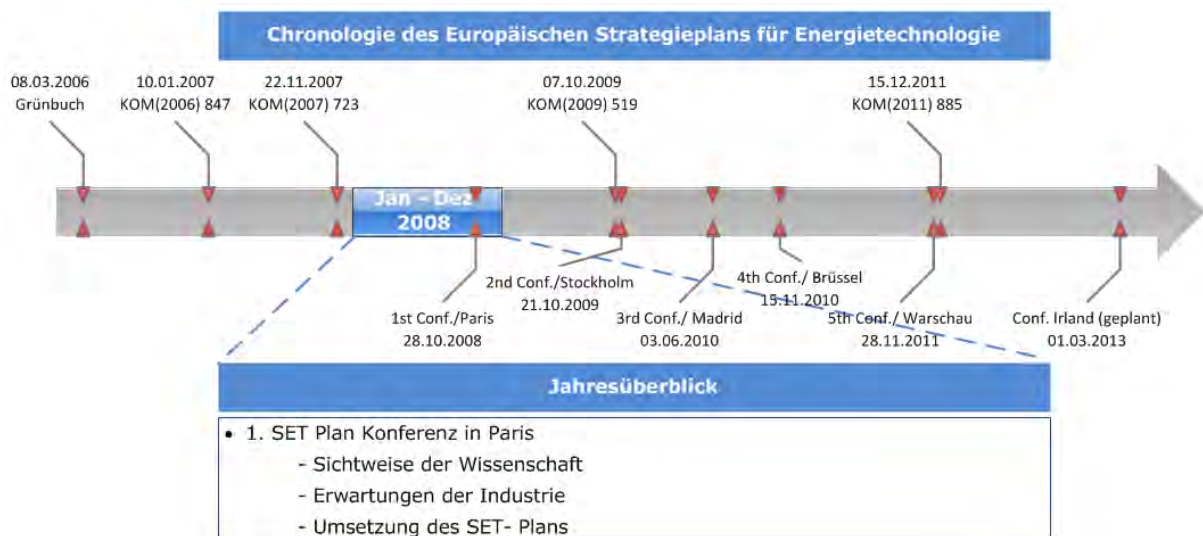 Chronologie des Europäischen Strategieplans für Energietechnologie
08.03.2006
Grünbuch
10.01.2007
KOM(2006) 847
22.11.2007
KOM(2007) 723
07.10.2009
KOM(2009) 519
15.12.2011
KOM(2011) 885
Jan - Dez
2008
1st Conf./Paris
28.10.2008
2nd Conf./Stockholm
21.10.2009
3rd Conf./ Madrid
03.06.2010
4th Conf./ Brüssel
15.11.2010
5th Conf./ Warschau
28.11.2011
Conf. Irland (geplant)
01.03.2013
Jahresüberblick
• 1. SET Plan Konferenz in Paris
- Sichtweise der Wissenschaft
- Erwartungen der Industrie
- Umsetzung des SET- Plans